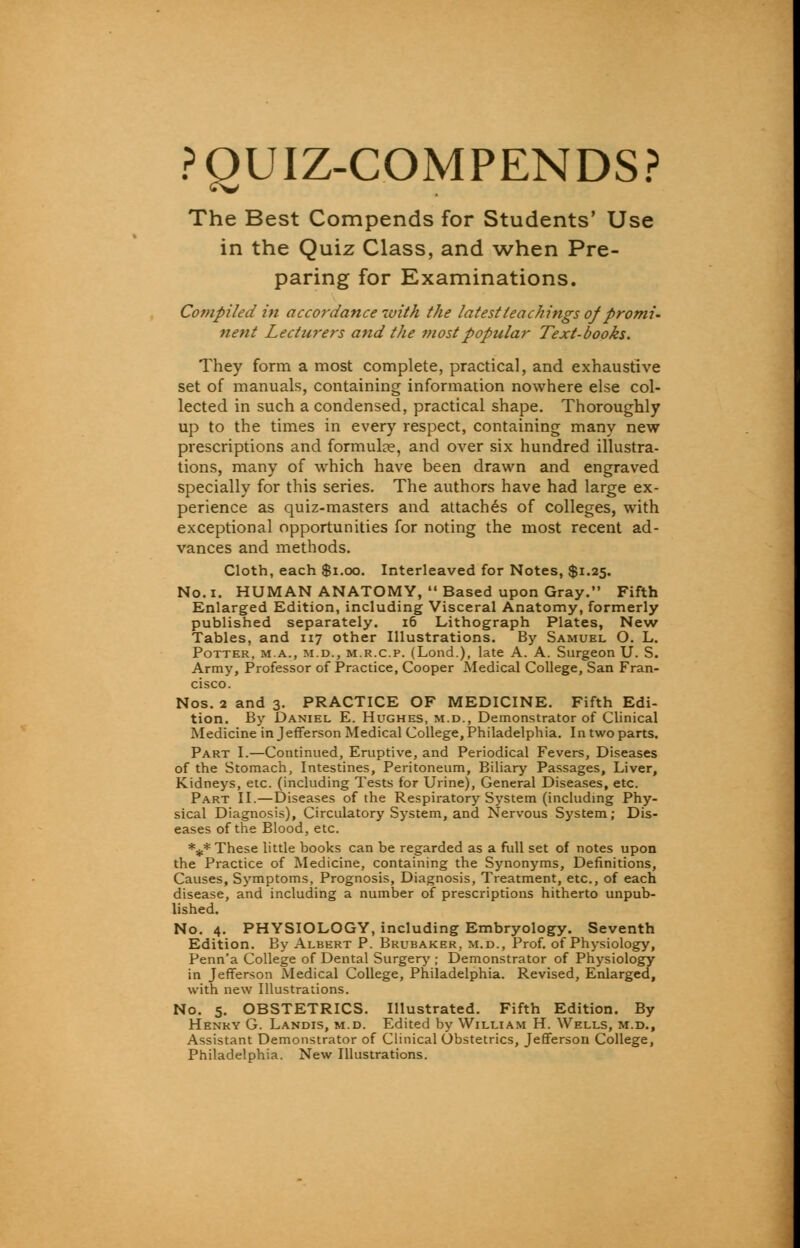 ?QUIZ-COMPENDS?
The Best Compends for Students' Use
in the Quiz Class, and when Pre-
paring for Examinations.
Compiled in accordance with the latest teachings of promi-
nent Lecturers and the most popular Text-books.
They form a most complete, practical, and exhaustive
set of manuals, containing information nowhere else col-
lected in such a condensed, practical shape. Thoroughly
up to the times in every respect, containing many new
prescriptions and formulæ, and over six hundred illustra-
tions, many of which have been drawn and engraved
specially for this series. The authors have had large ex-
perience as quiz-masters and attachés of colleges, with
exceptional opportunities for noting the most recent ad-
vances and methods.
Cloth, each $1.00. Interleaved for Notes, $1.25.
No. 1. HUMAN ANATOMY, "Based upon Gray." Fifth
Enlarged Edition, including Visceral Anatomy, formerly
published separately. 16 Lithograph Plates, New
Tables, and 117 other Illustrations. By SAMUEL O. L.
POTTER, M.A., M.D., M.R.C.P. (Lond.), late A. A. Surgeon U. S.
Army, Professor of Practice, Cooper Medical College, San Fran-
cisco.
Nos. 2 and 3. PRACTICE OF MEDICINE. Fifth Edi-
tion. By DANIEL E. HUGHES, M.D., Demonstrator of Clinical
Medicine in Jefferson Medical College, Philadelphia. In two parts.
PART I.—Continued, Eruptive, and Periodical Fevers, Diseases
of the Stomach, Intestines, Peritoneum, Biliary Passages, Liver,
Kidneys, etc. (including Tests for Urine), General Diseases, etc.
PART II.—Diseases of the Respiratory System (including Phy-
sical Diagnosis), Circulatory System, and Nervous System; Dis-
eases of the Blood, etc.
*⁎* These little books can be regarded as a full set of notes upon
the Practice of Medicine, containing the Synonyms, Definitions,
Causes, Symptoms, Prognosis, Diagnosis, Treatment, etc., of each
disease, and including a number of prescriptions hitherto unpub-
lished.
No. 4. PHYSIOLOGY, including Embryology. Seventh
Edition. By ALBERT P. BRUBAKER, M.D., Prof. of Physiology,
Penn'a College of Dental Surgery; Demonstrator of Physiology
in Jefferson Medical College, Philadelphia. Revised, Enlarged,
with new Illustrations.
No. 5. OBSTETRICS. Illustrated. Fifth Edition. By
HENRY G. LANDIS, M.D. Edited by WILLIAM H. WELLS, M.D.,
Assistant Demonstrator of Clinical Obstetrics, Jefferson College,
Philadelphia. New Illustrations.